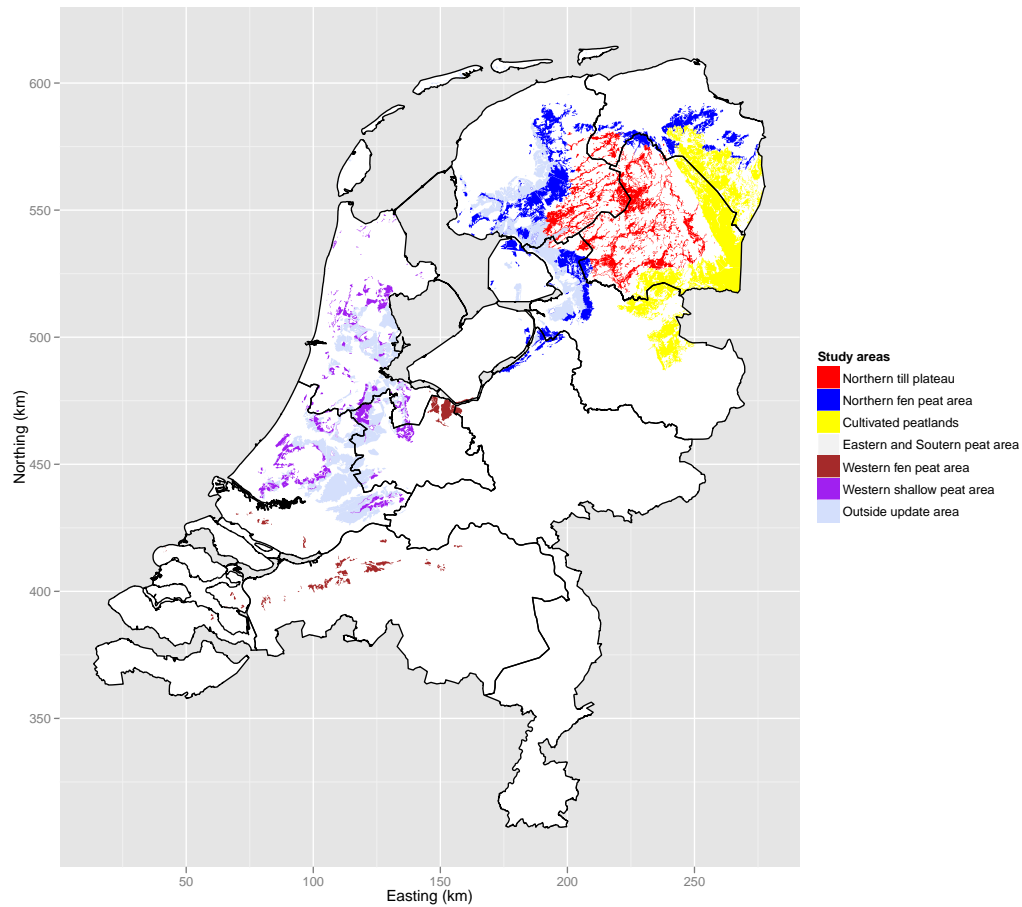 600
550
500
450
400
350
Northing (km)
50
100
150
200
250
Easting (km)
Study areas
Northern till plateau
Northern fen peat area
Cultivated peatlands
Eastern and Soutern peat area
Western fen peat area
Western shallow peat area
Outside update area